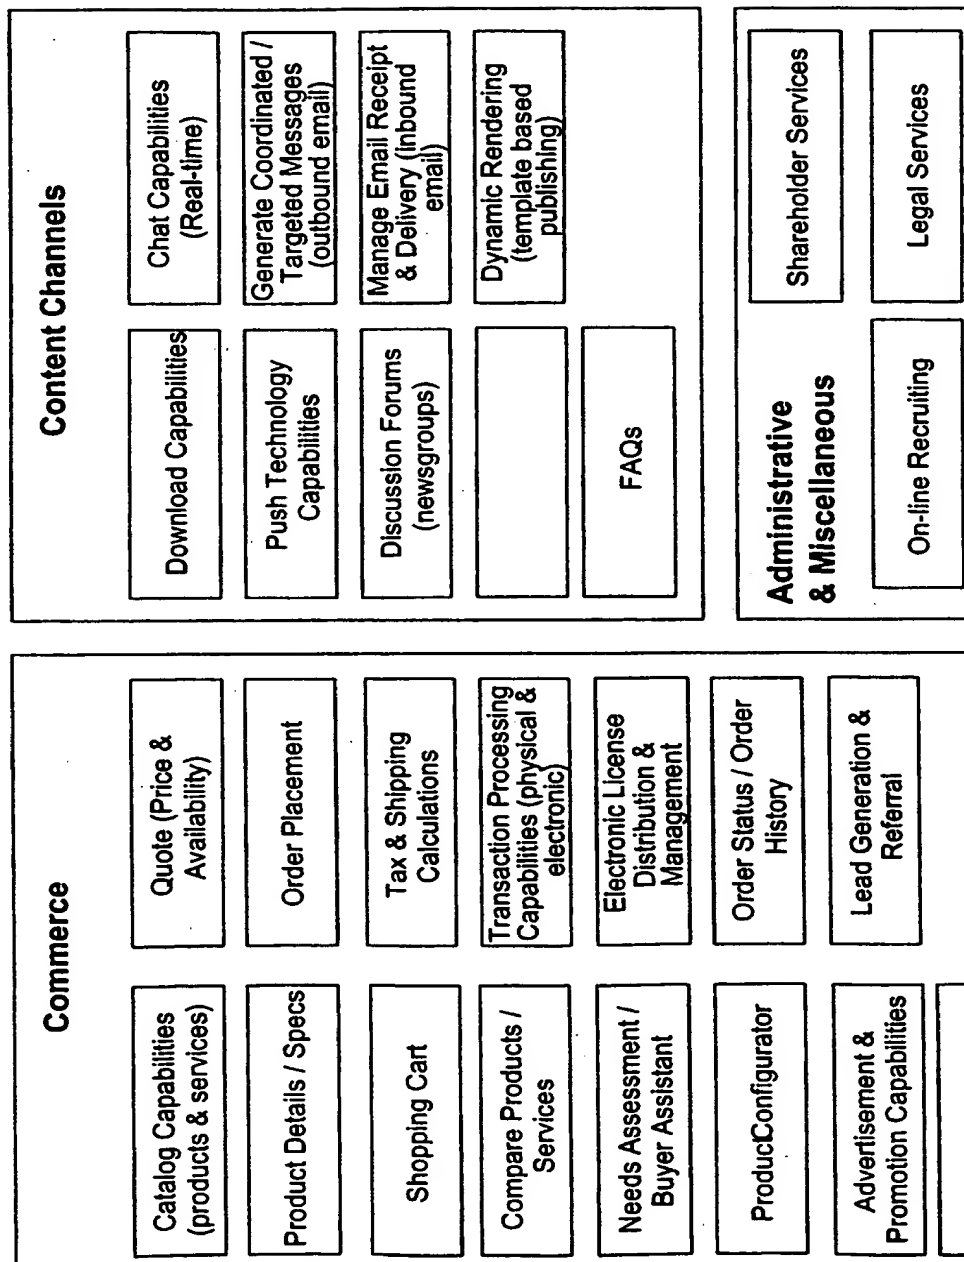 Commerce
Catalog Capabilities
(products & services)
Quote (Price &
Availability)
Product Details / Specs
Order Placement
Shopping Cart
Tax & Shipping
Calculations
Compare Products /
Services
Transaction Processing
Capabilities (physical &
electronic)
Needs Assessment /
Buyer Assistant
Electronic License
Distribution &
Management
ProductConfigurator
Order Status / Order
History
Advertisement &
Promotion Capabilities
Lead Generation &
Referral
Content Channels
Download Capabilities
Chat Capabilities
(Real-time)
Push Technology
Capabilities
Generate Coordinated /
Targeted Messages
(outbound email)
Discussion Forums
(newsgroups)
Manage Email Receipt
& Delivery (inbound
email)
Dynamic Rendering
(template based
publishing)
FAQs
Administrative
& Miscellaneous
Shareholder Services
On-line Recruiting
Legal Services